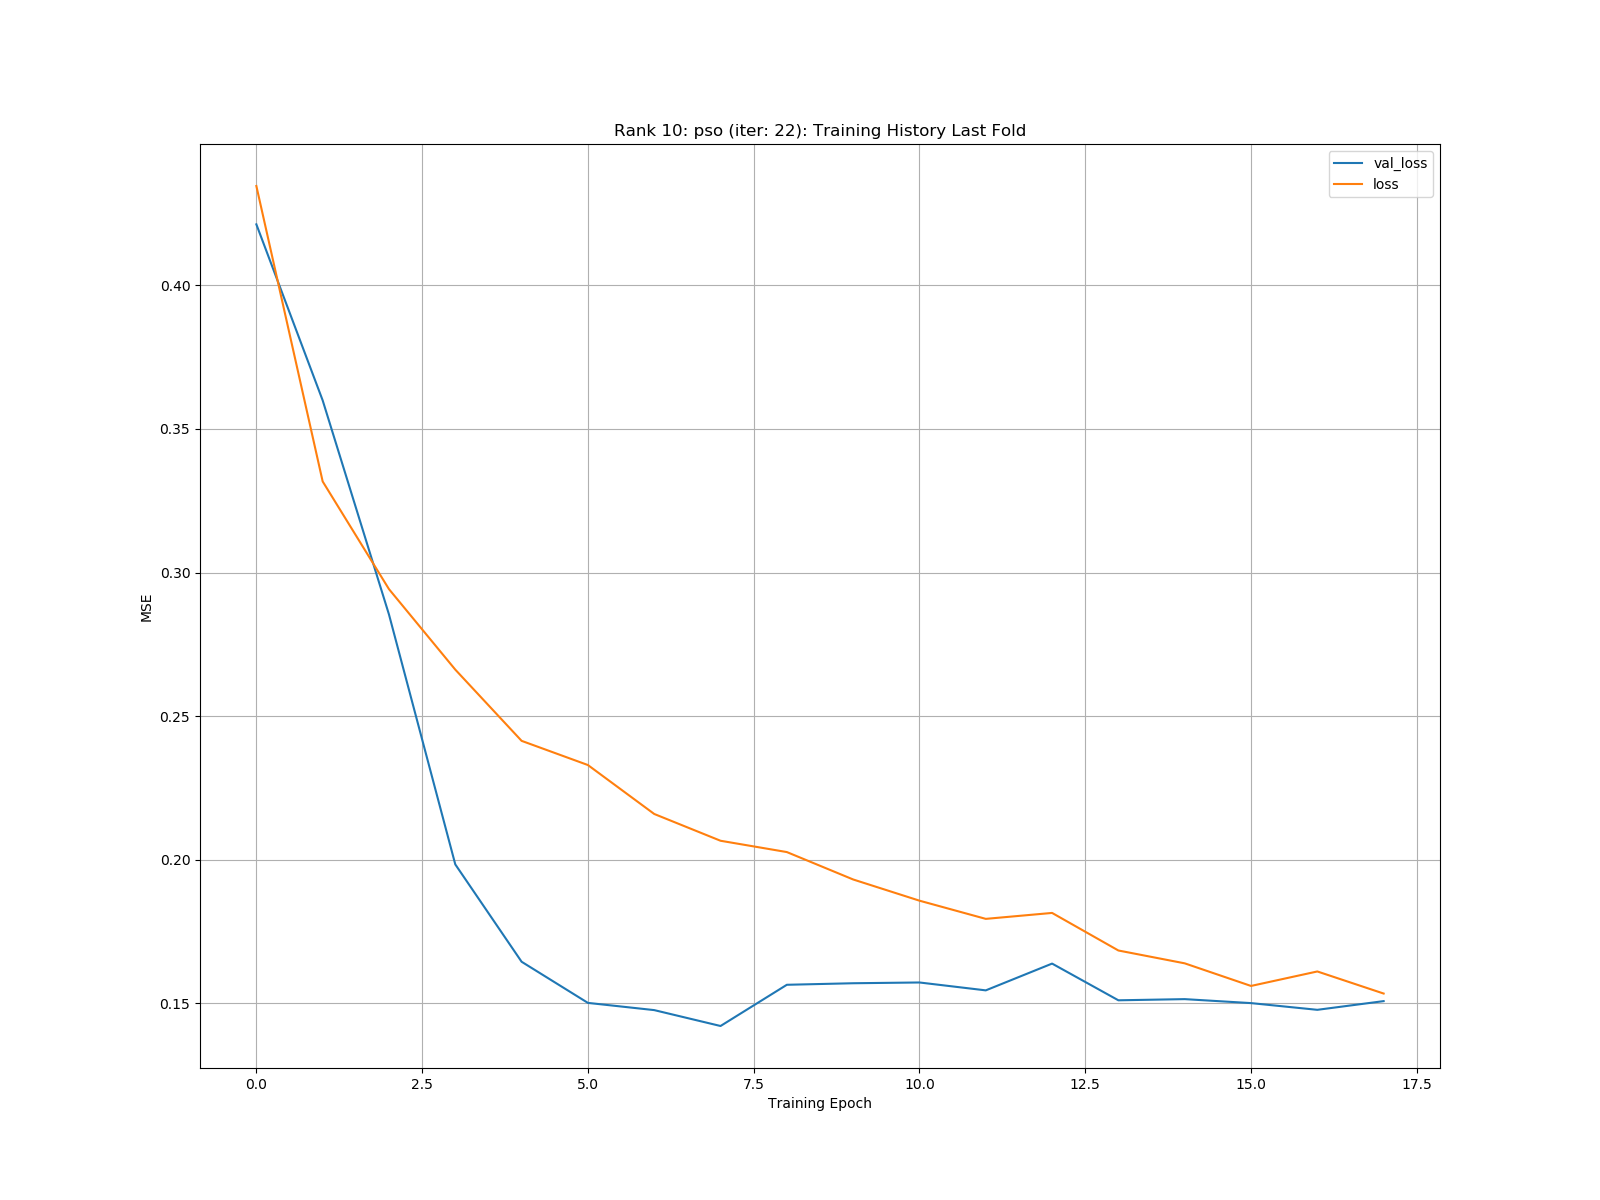 Rank 10: pso (iter: 22): Training History Last Fold
val_loss
loss
0.40
0.35
0.30
0.25
0.20
0.15
MSE
0.0 2.5 5.0 7.5 10.0 12.5 15.0 17.5
Training Epoch